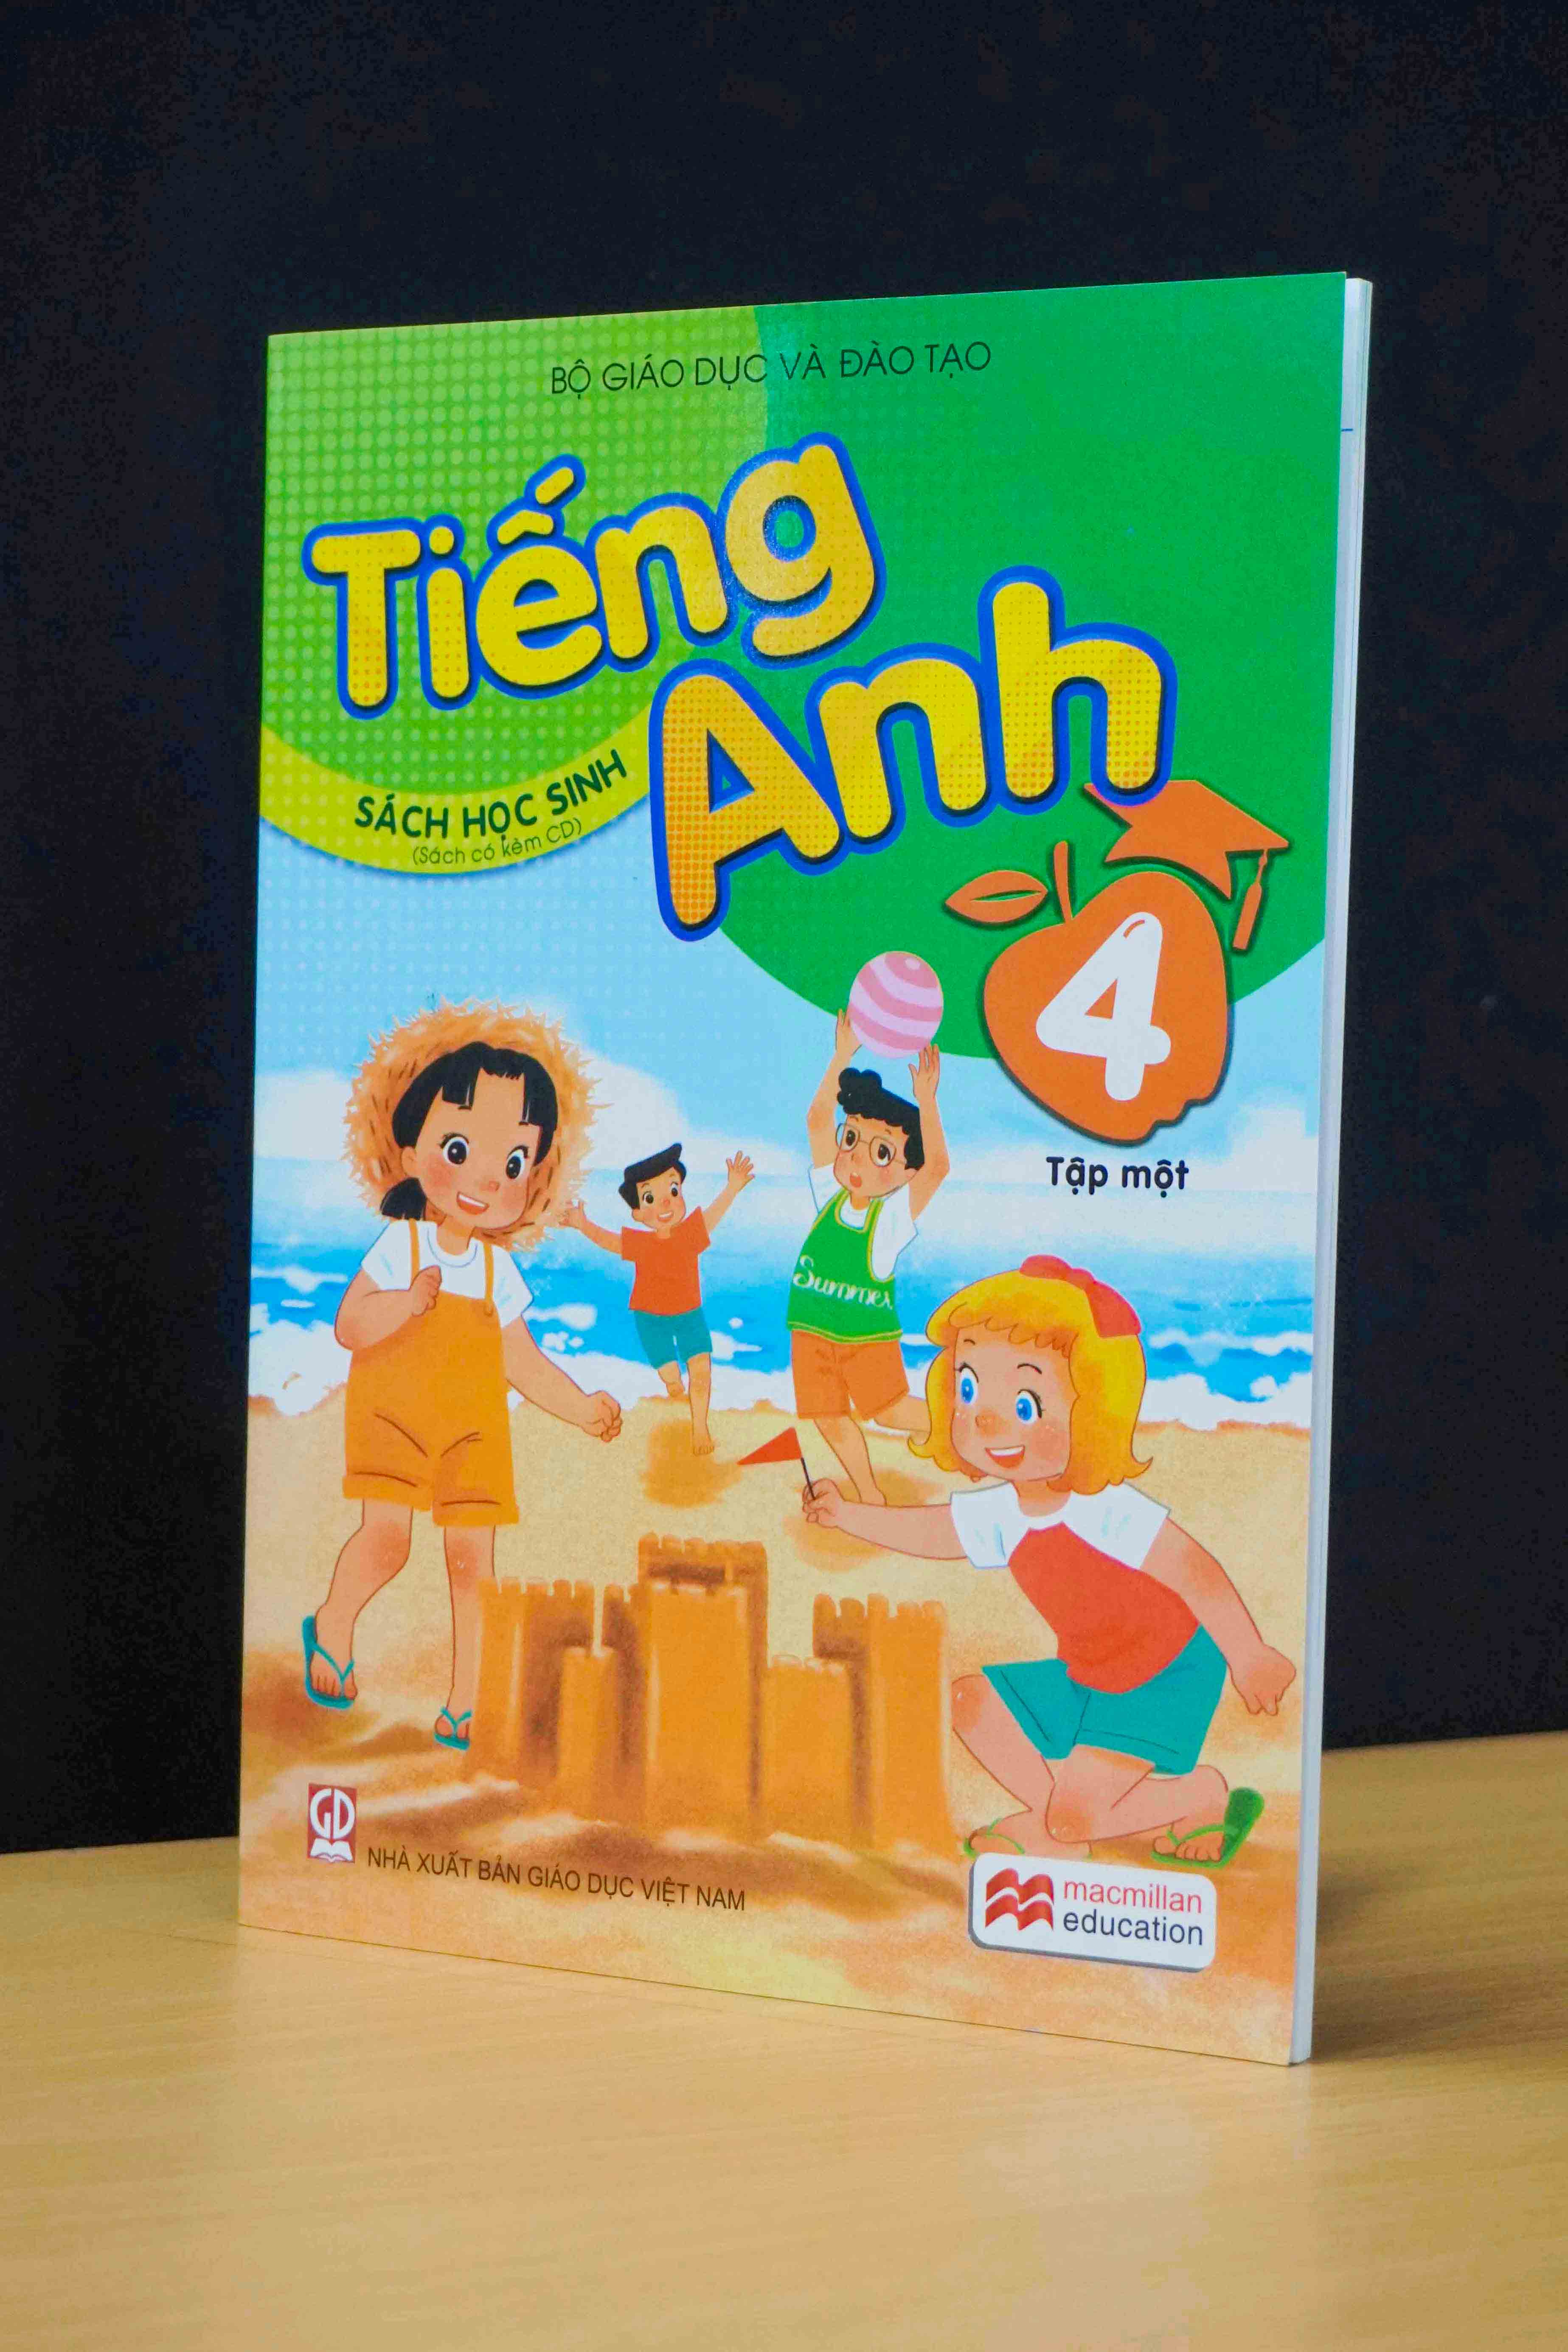 BỘ GIÁO DỤC VÀ ĐÀO TẠO
Tiếng
Anh
SÁCH HỌC SINH
(Sách có kèm CD)
4
Tập một
Summer
GD
NHÀ XUẤT BẢN GIÁO DỤC VIỆT NAM
macmillan
education